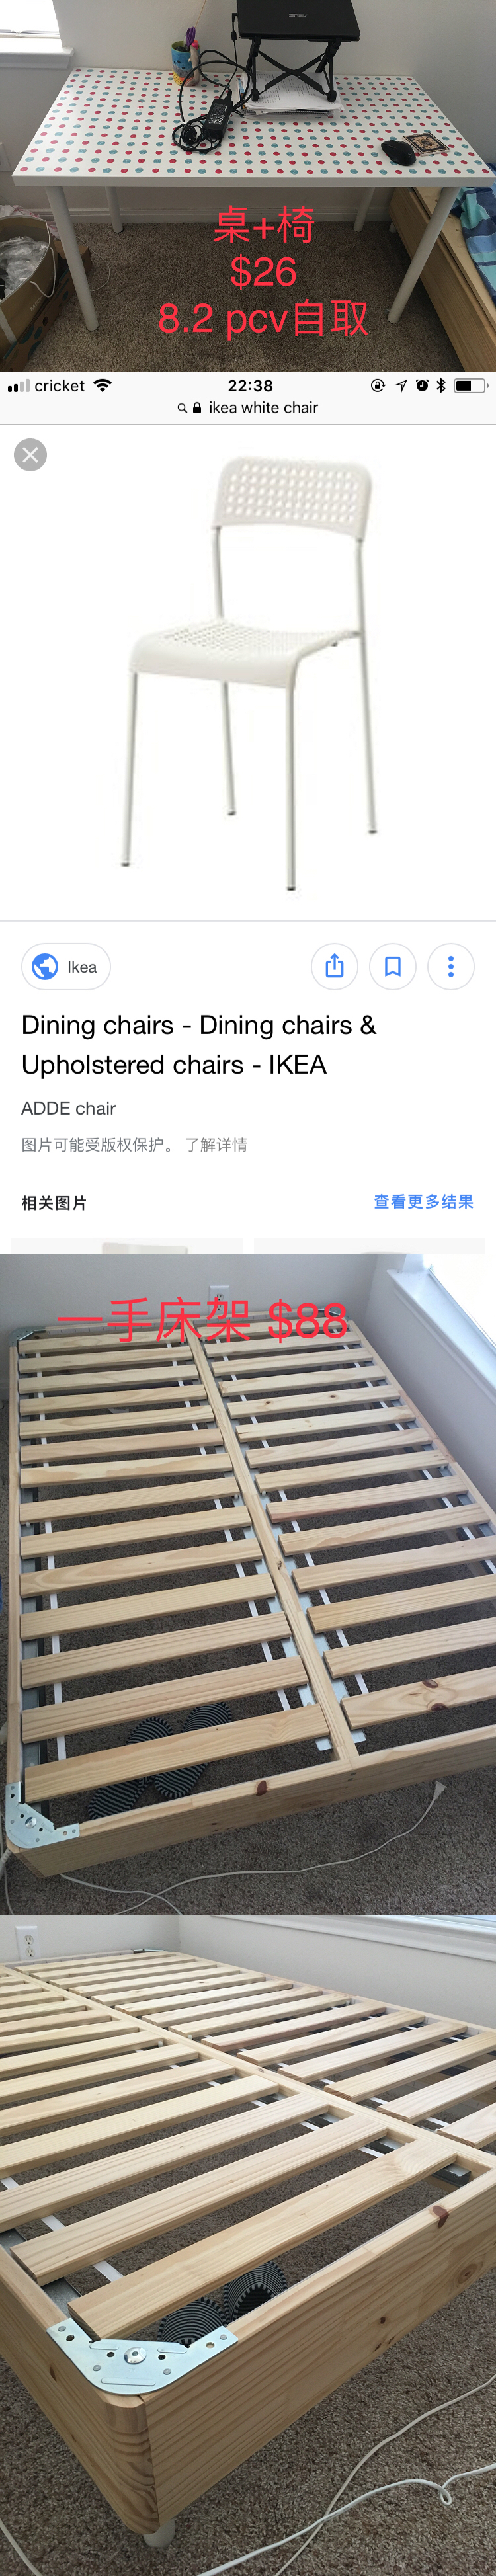 ASUS
桌+椅
$26
8.2 pcv自取
cricket 22:38
ikea white chair
Ikea
Dining chairs - Dining chairs &
Upholstered chairs - IKEA
ADDE chair
图片可能受版权保护。 了解详情
相关图片 查看更多结果
一手床架 $88